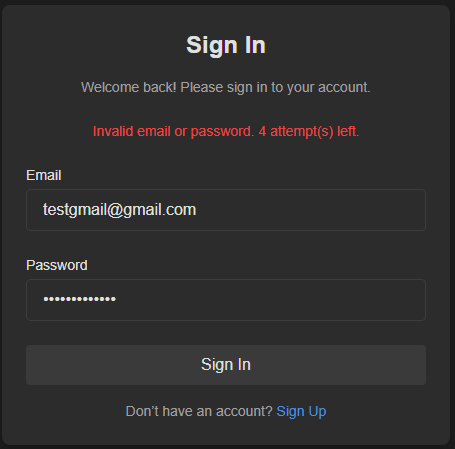 Sign In
Welcome back! Please sign in to your account.
Invalid email or password. 4 attempt(s) left.
Email
testgmail@gmail.com
Password
•••••••••••••
Sign In
Don't have an account? Sign Up